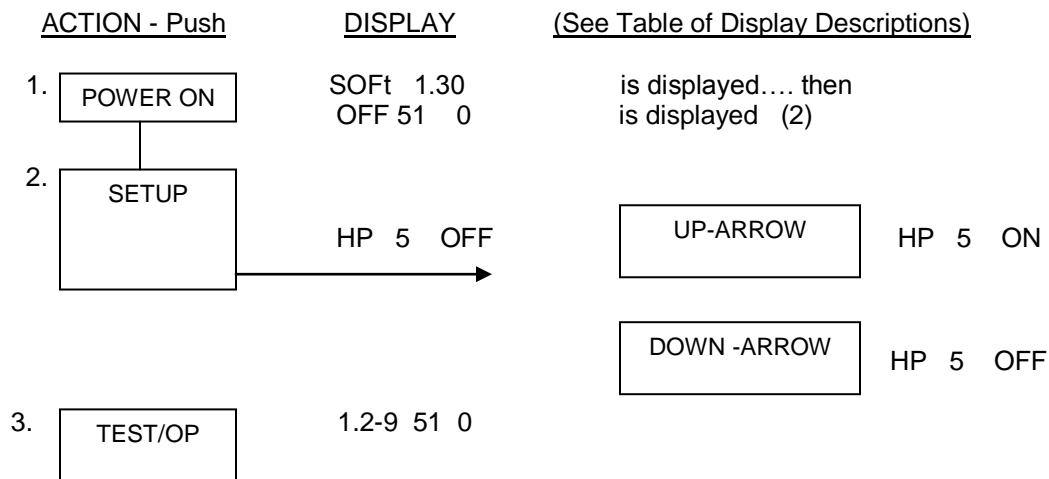 ACTION - Push DISPLAY (See Table of Display Descriptions)
1. POWER ON SOFt 1.30 is displayed…. then
OFF 51 0 is displayed (2)
2. SETUP
HP 5 OFF UP-ARROW HP 5 ON
DOWN -ARROW HP 5 OFF
3. TEST/OP 1.2-9 51 0